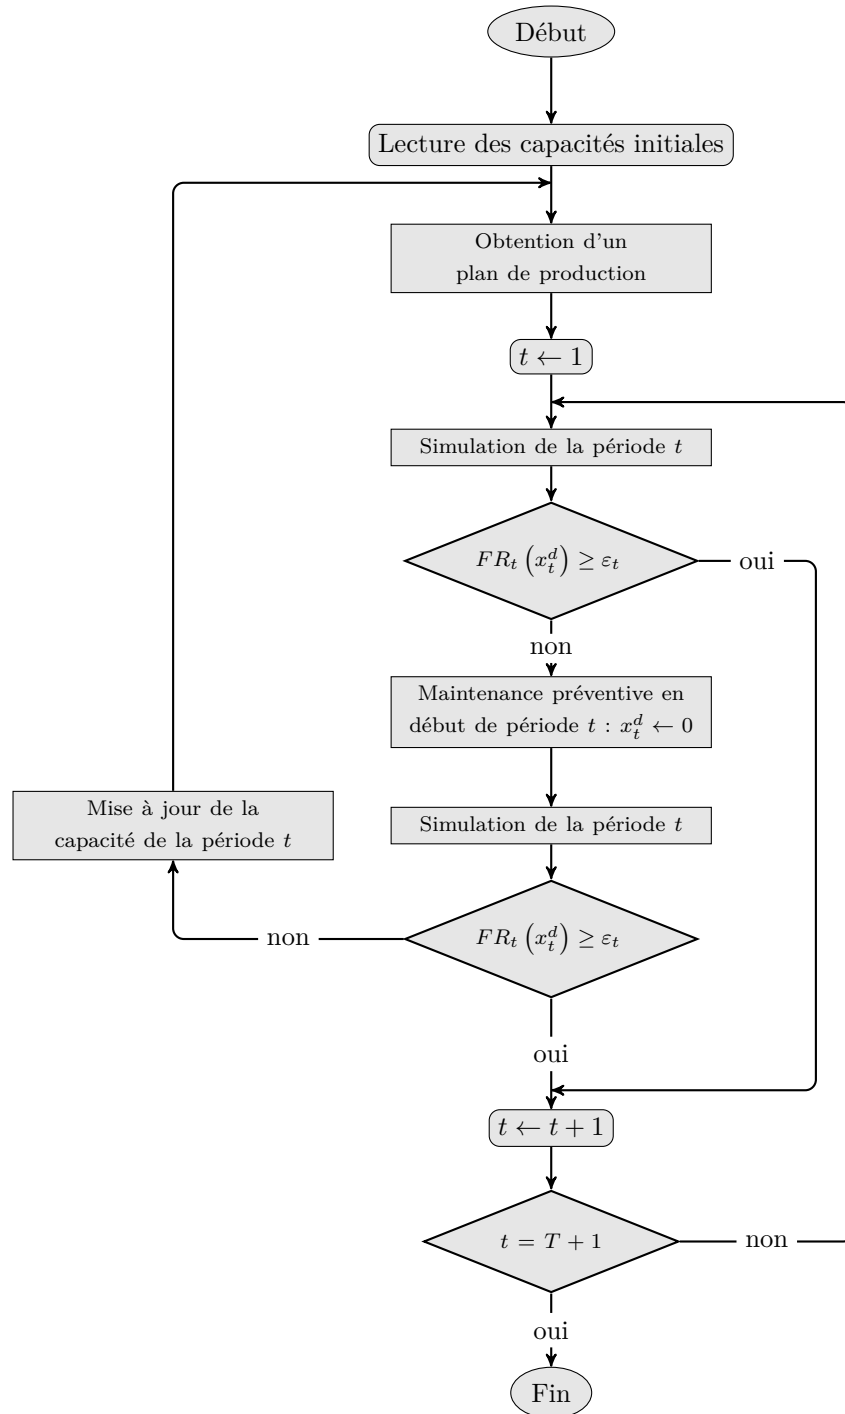 Début
Lecture des capacités initiales
Obtention d'un
plan de production
t ← 1
Simulation de la période t
FR_t (x_t^d) ≥ ε_t
oui
non
Maintenance préventive en
début de période t : x_t^d ← 0
Mise à jour de la
capacité de la période t
Simulation de la période t
FR_t (x_t^d) ≥ ε_t
non
oui
t ← t + 1
t = T + 1
non
oui
Fin